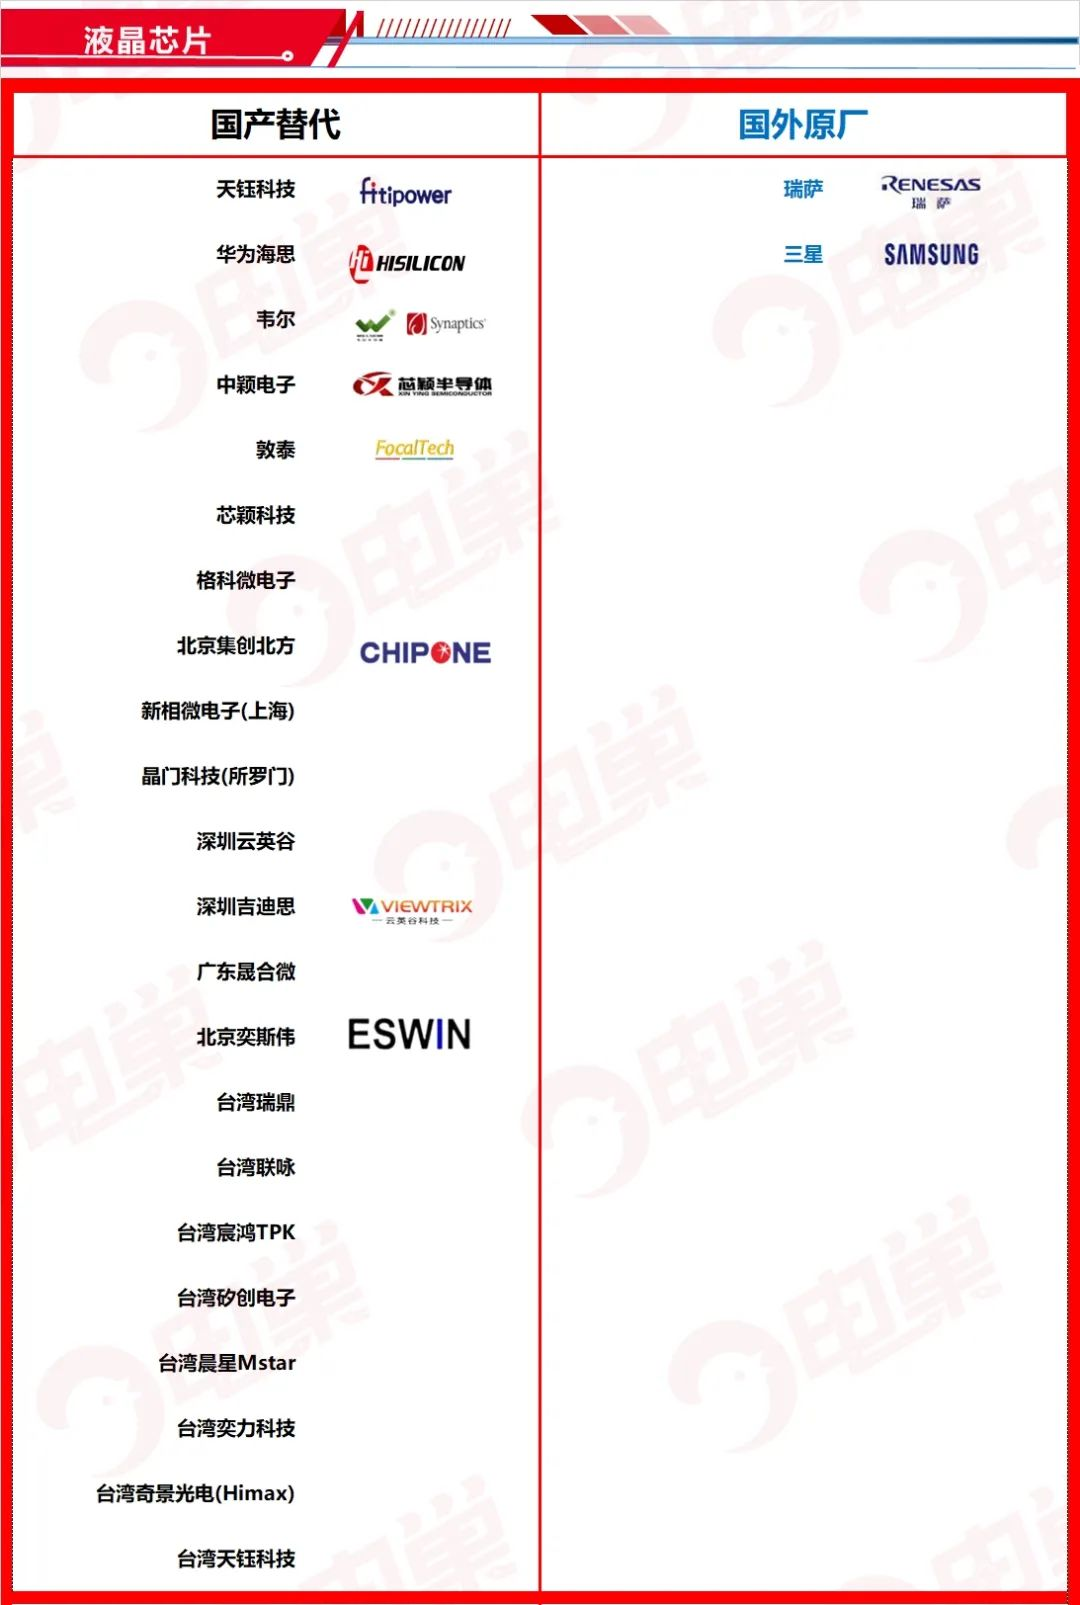 液晶芯片
国产替代 国外原厂
天钰科技 fitipower 瑞萨 RENESAS
瑞 萨
华为海思 Hi HISILICON 三星 SAMSUNG
韦尔 Synaptics
中颖电子 芯颖半导体
XIN YING SEMICONDUCTOR
敦泰 FocalTech
芯颖科技
格科微电子
北京集创北方 CHIPONE
新相微电子(上海)
晶门科技(所罗门)
深圳云英谷
深圳吉迪思 VIEWTRIX
云英谷科技
广东晟合微
北京奕斯伟 ESWIN
台湾瑞鼎
台湾联咏
台湾宸鸿TPK
台湾矽创电子
台湾晨星Mstar
台湾奕力科技
台湾奇景光电(Himax)
台湾天钰科技
电巢